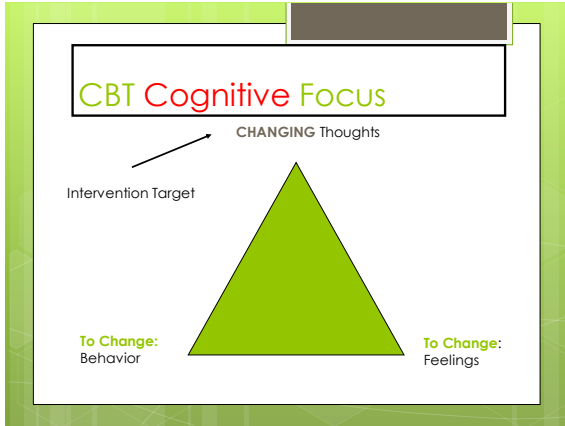 CBT Cognitive Focus
CHANGING Thoughts
Intervention Target
To Change:
Behavior
To Change:
Feelings